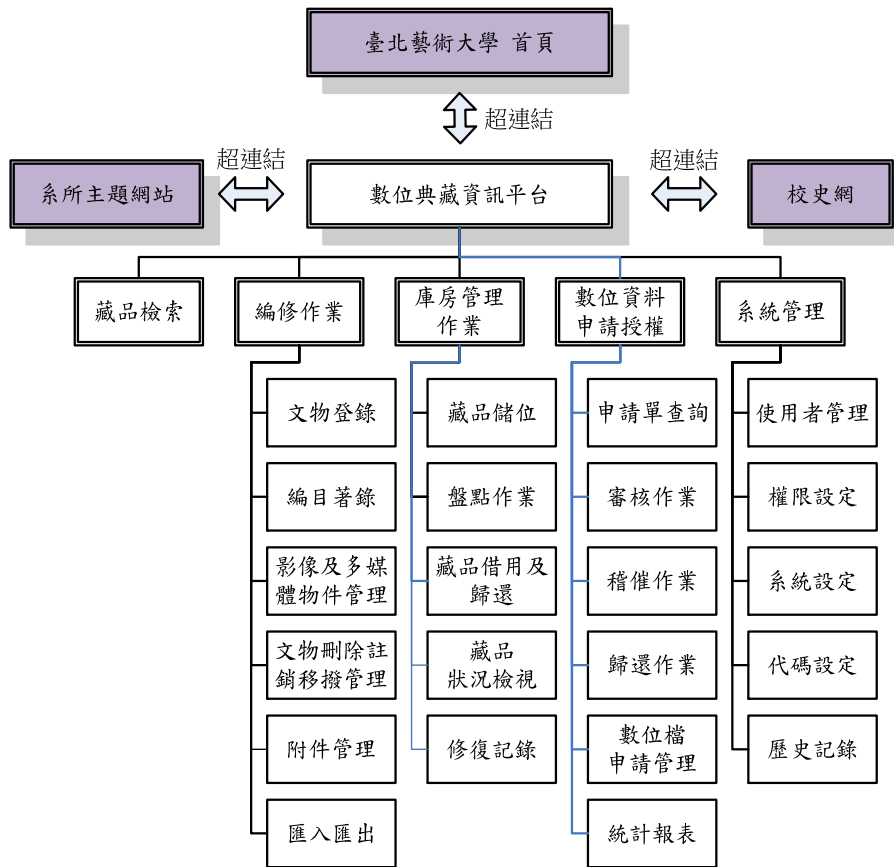 臺北藝術大學 首頁
超連結
超連結
超連結
系所主題網站
數位典藏資訊平台
校史網
藏品檢索
編修作業
庫房管理
作業
數位資料
申請授權
系統管理
文物登錄
編目著錄
影像及多媒
體物件管理
文物刪除註
銷移撥管理
附件管理
匯入匯出
藏品儲位
盤點作業
藏品借用及
歸還
藏品
狀況檢視
修復記錄
申請單查詢
審核作業
稽催作業
歸還作業
數位檔
申請管理
統計報表
使用者管理
權限設定
系統設定
代碼設定
歷史記錄